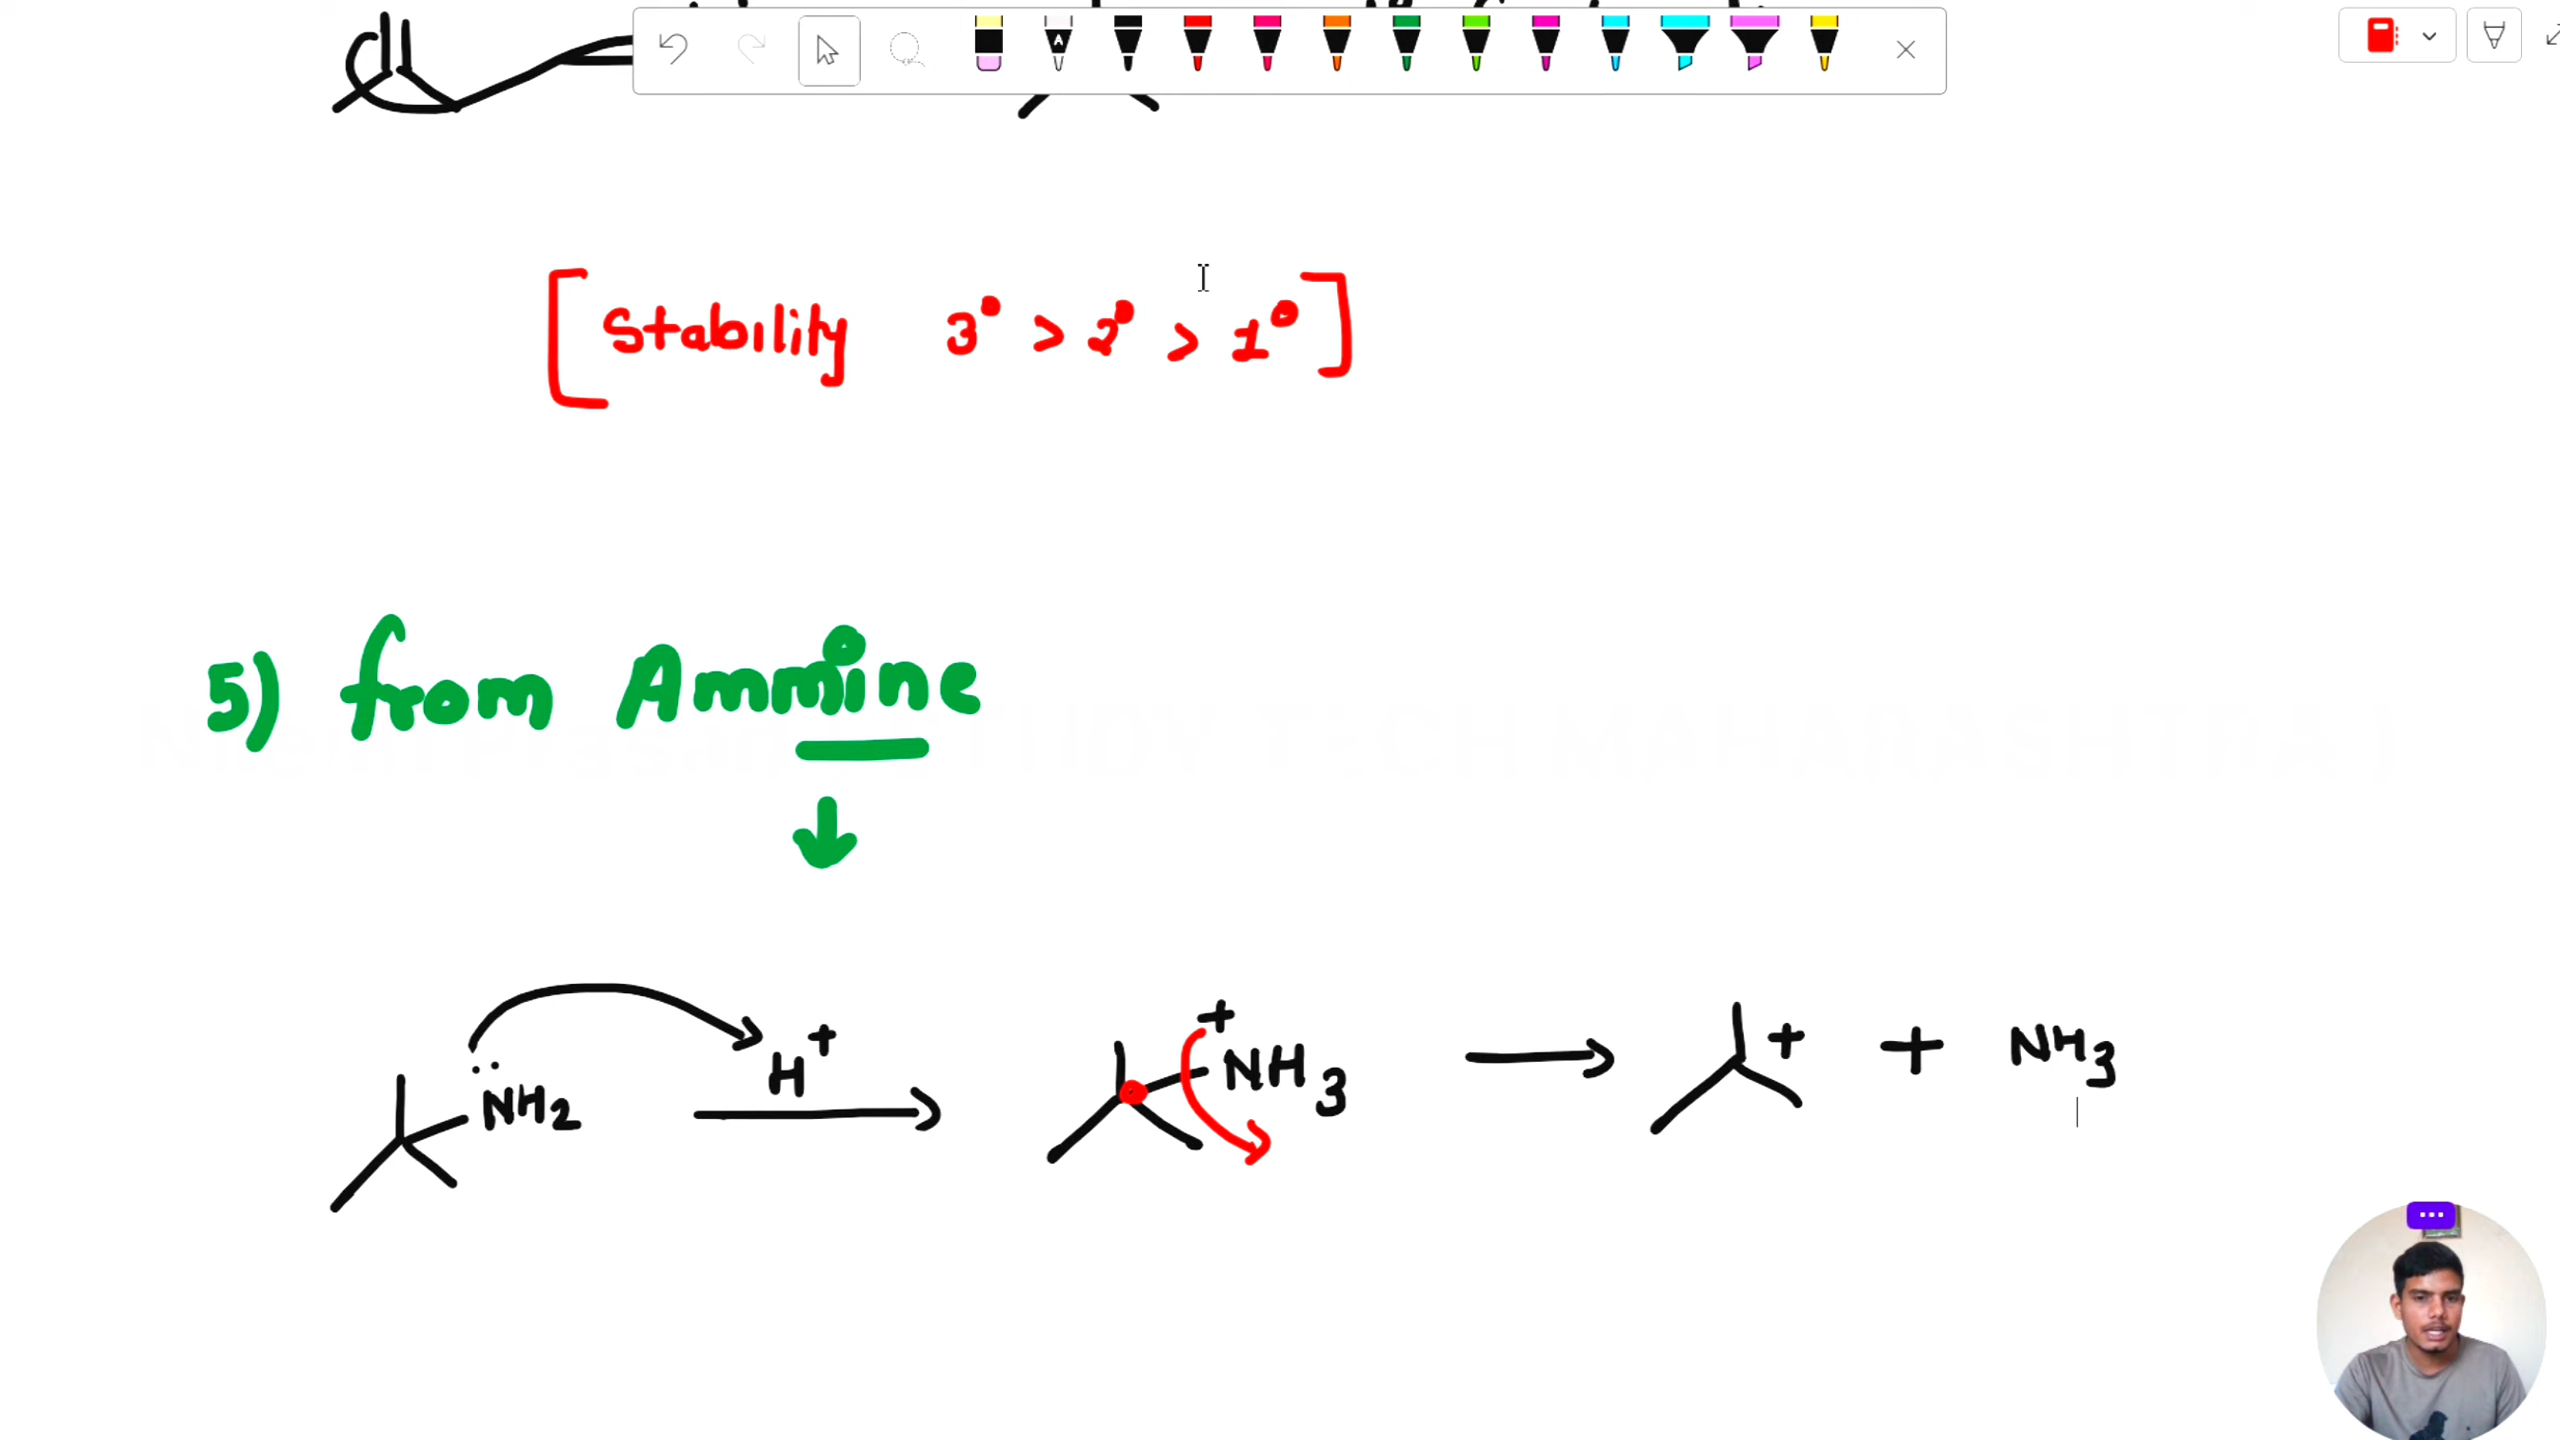 [Stability 3° > 2° > 1°]
5) from Ammine
↓
NH2 H+ → +NH3 → + + NH3